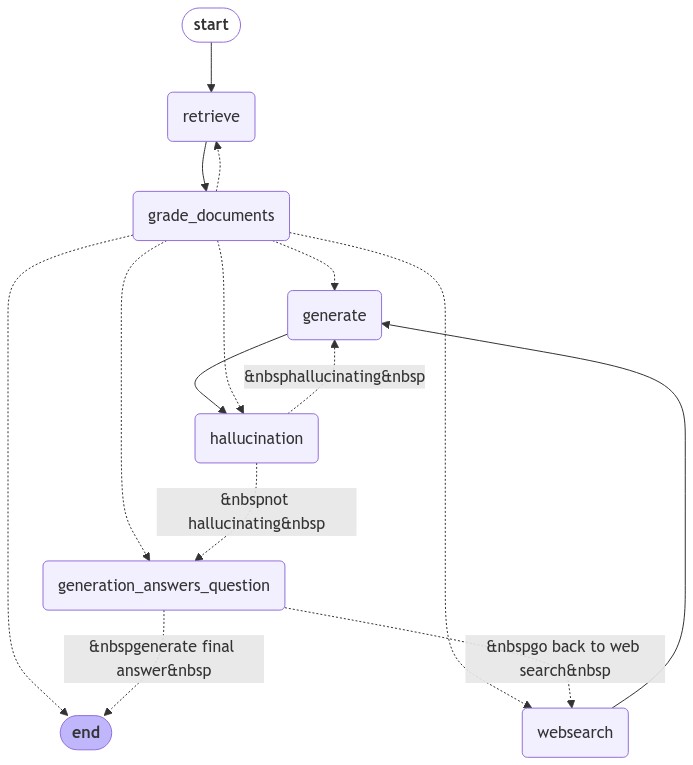 start
retrieve
grade_documents
generate
&nbsphallucinating&nbsp
hallucination
&nbspnot
hallucinating&nbsp
generation_answers_question
&nbspgenerate final
answer&nbsp
&nbspgo back to web
search&nbsp
end
websearch